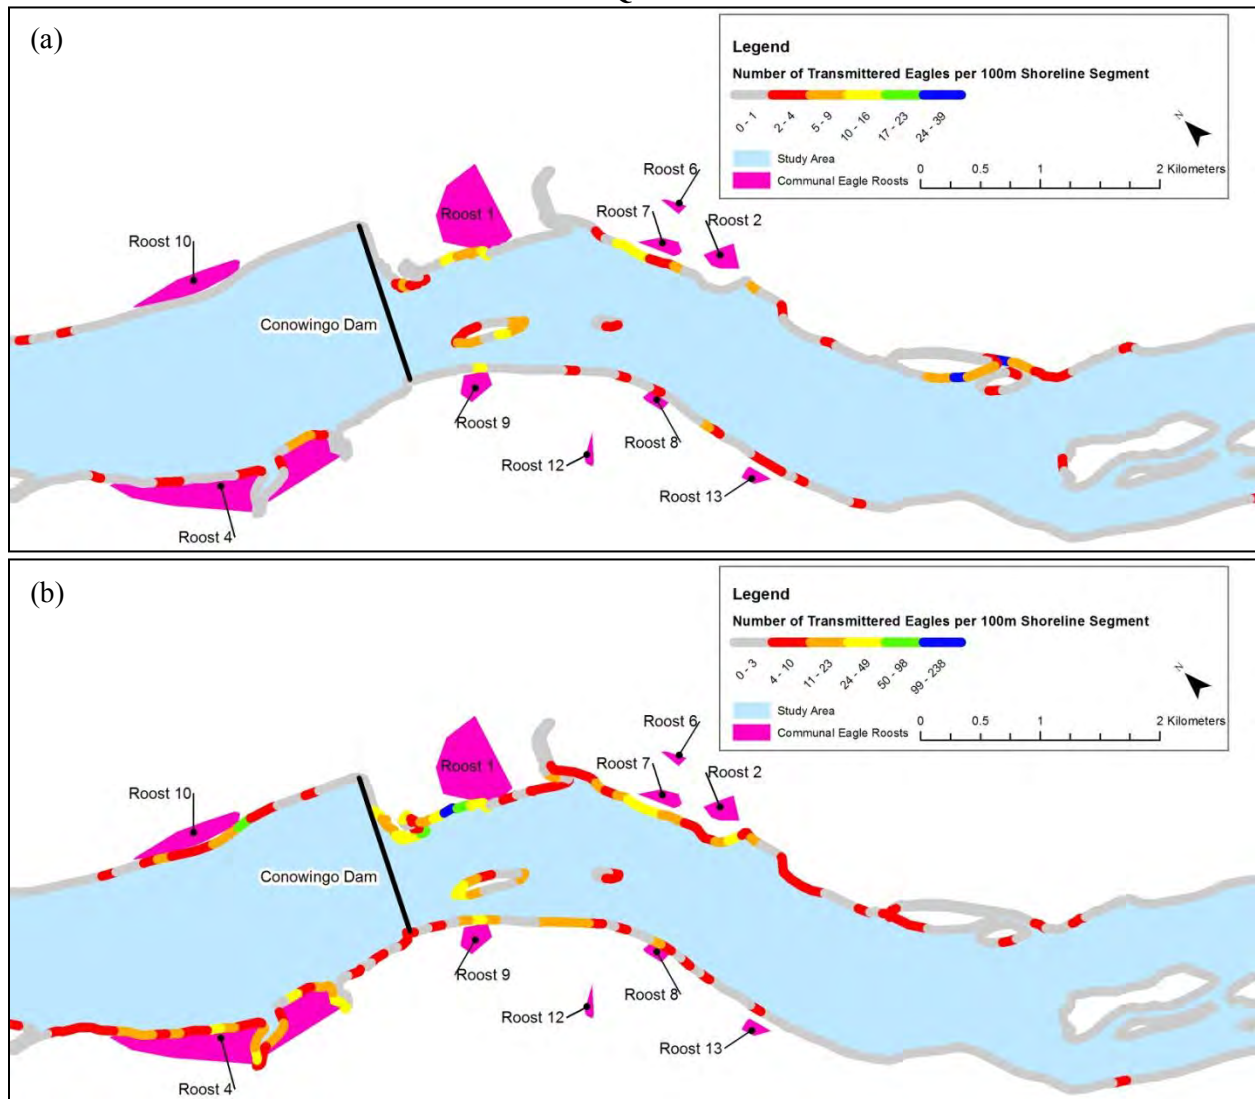 Q
(a)
Legend
Number of Transmitted Eagles per 100m Shoreline Segment
0 - 1
2 - 4
5 - 9
10 - 16
17 - 23
24 - 39
N
Study Area
Communal Eagle Roosts
0 0.5 1 2 Kilometers
Roost 6
Roost 7
Roost 2
Roost 1
Roost 10
Conowingo Dam
Roost 9
Roost 8
Roost 12
Roost 13
Roost 4
(b)
Legend
Number of Transmitted Eagles per 100m Shoreline Segment
0 - 3
4 - 10
11 - 23
24 - 49
50 - 98
99 - 238
N
Study Area
Communal Eagle Roosts
0 0.5 1 2 Kilometers
Roost 6
Roost 7
Roost 2
Roost 1
Roost 10
Conowingo Dam
Roost 9
Roost 8
Roost 12
Roost 13
Roost 4